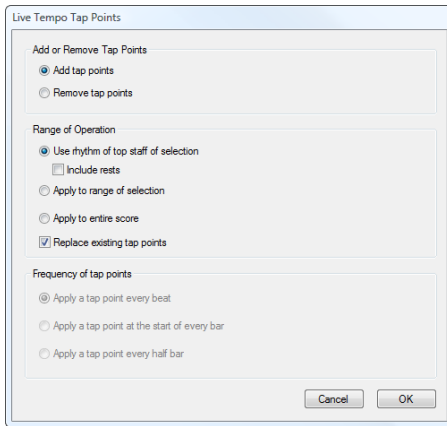 Live Tempo Tap Points
Add or Remove Tap Points
Add tap points
Remove tap points
Range of Operation
Use rhythm of top staff of selection
Include rests
Apply to range of selection
Apply to entire score
Replace existing tap points
Frequency of tap points
Apply a tap point every beat
Apply a tap point at the start of every bar
Apply a tap point every half bar
Cancel OK